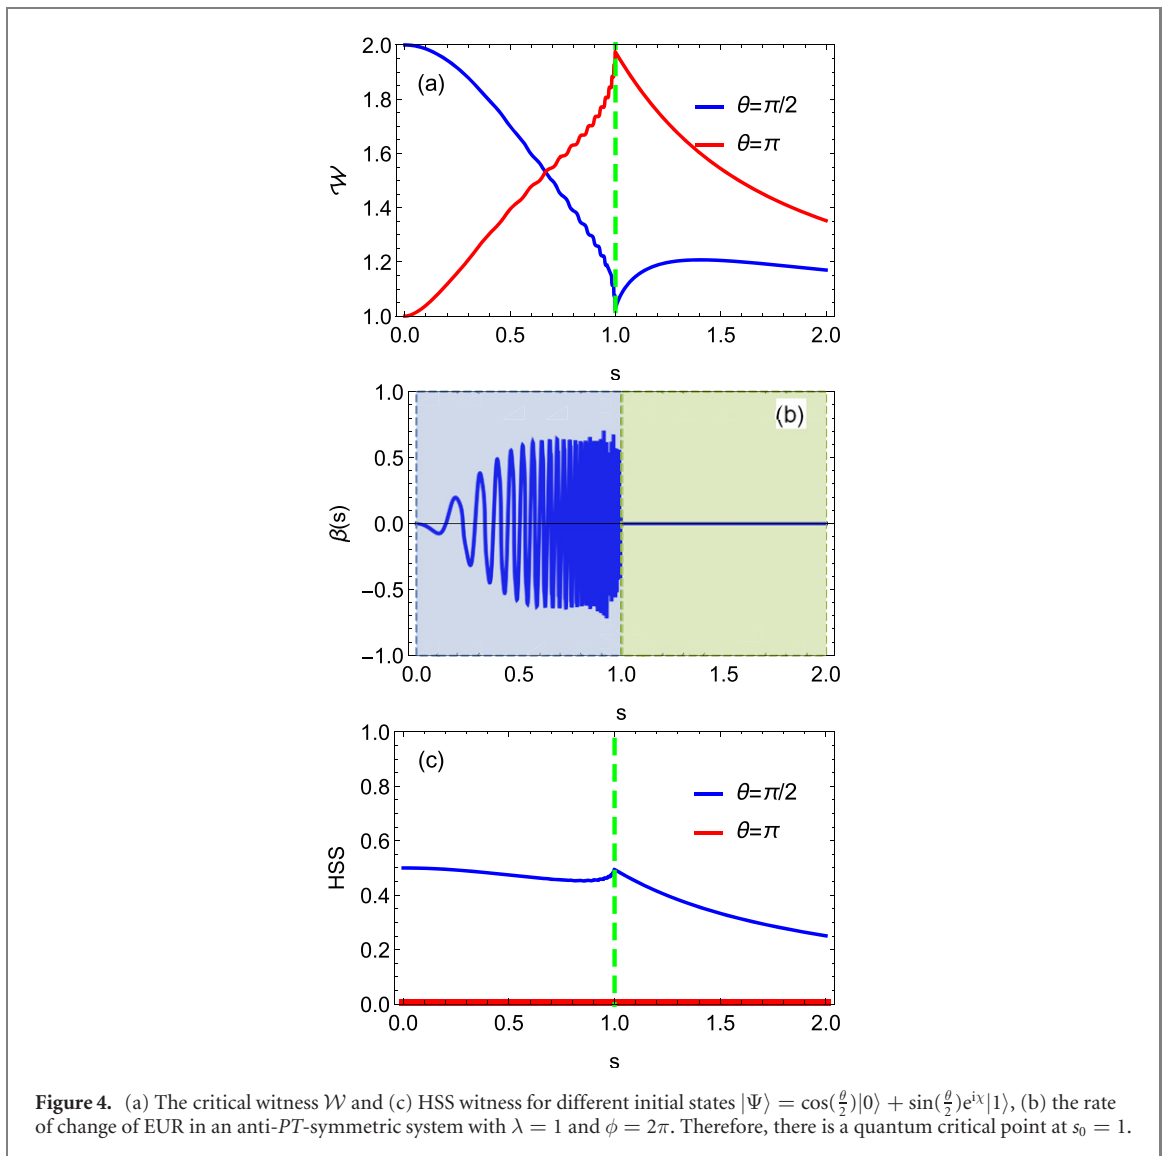 2.0
(a)
1.8
θ=π/2
θ=π
1.6
𝒲
1.4
1.2
1.0
0.0 0.5 1.0 1.5 2.0
s
1.0
(b)
0.5
β(s)
0.0
−0.5
−1.0
0.0 0.5 1.0 1.5 2.0
s
1.0
(c)
0.8
θ=π/2
θ=π
0.6
HSS
0.4
0.2
0.0
0.0 0.5 1.0 1.5 2.0
s
Figure 4. (a) The critical witness 𝒲 and (c) HSS witness for different initial states |Ψ⟩ = cos(θ/2)|0⟩ + sin(θ/2)e^{iχ}|1⟩, (b) the rate
of change of EUR in an anti-PT-symmetric system with λ = 1 and ϕ = 2π. Therefore, there is a quantum critical point at s₀ = 1.